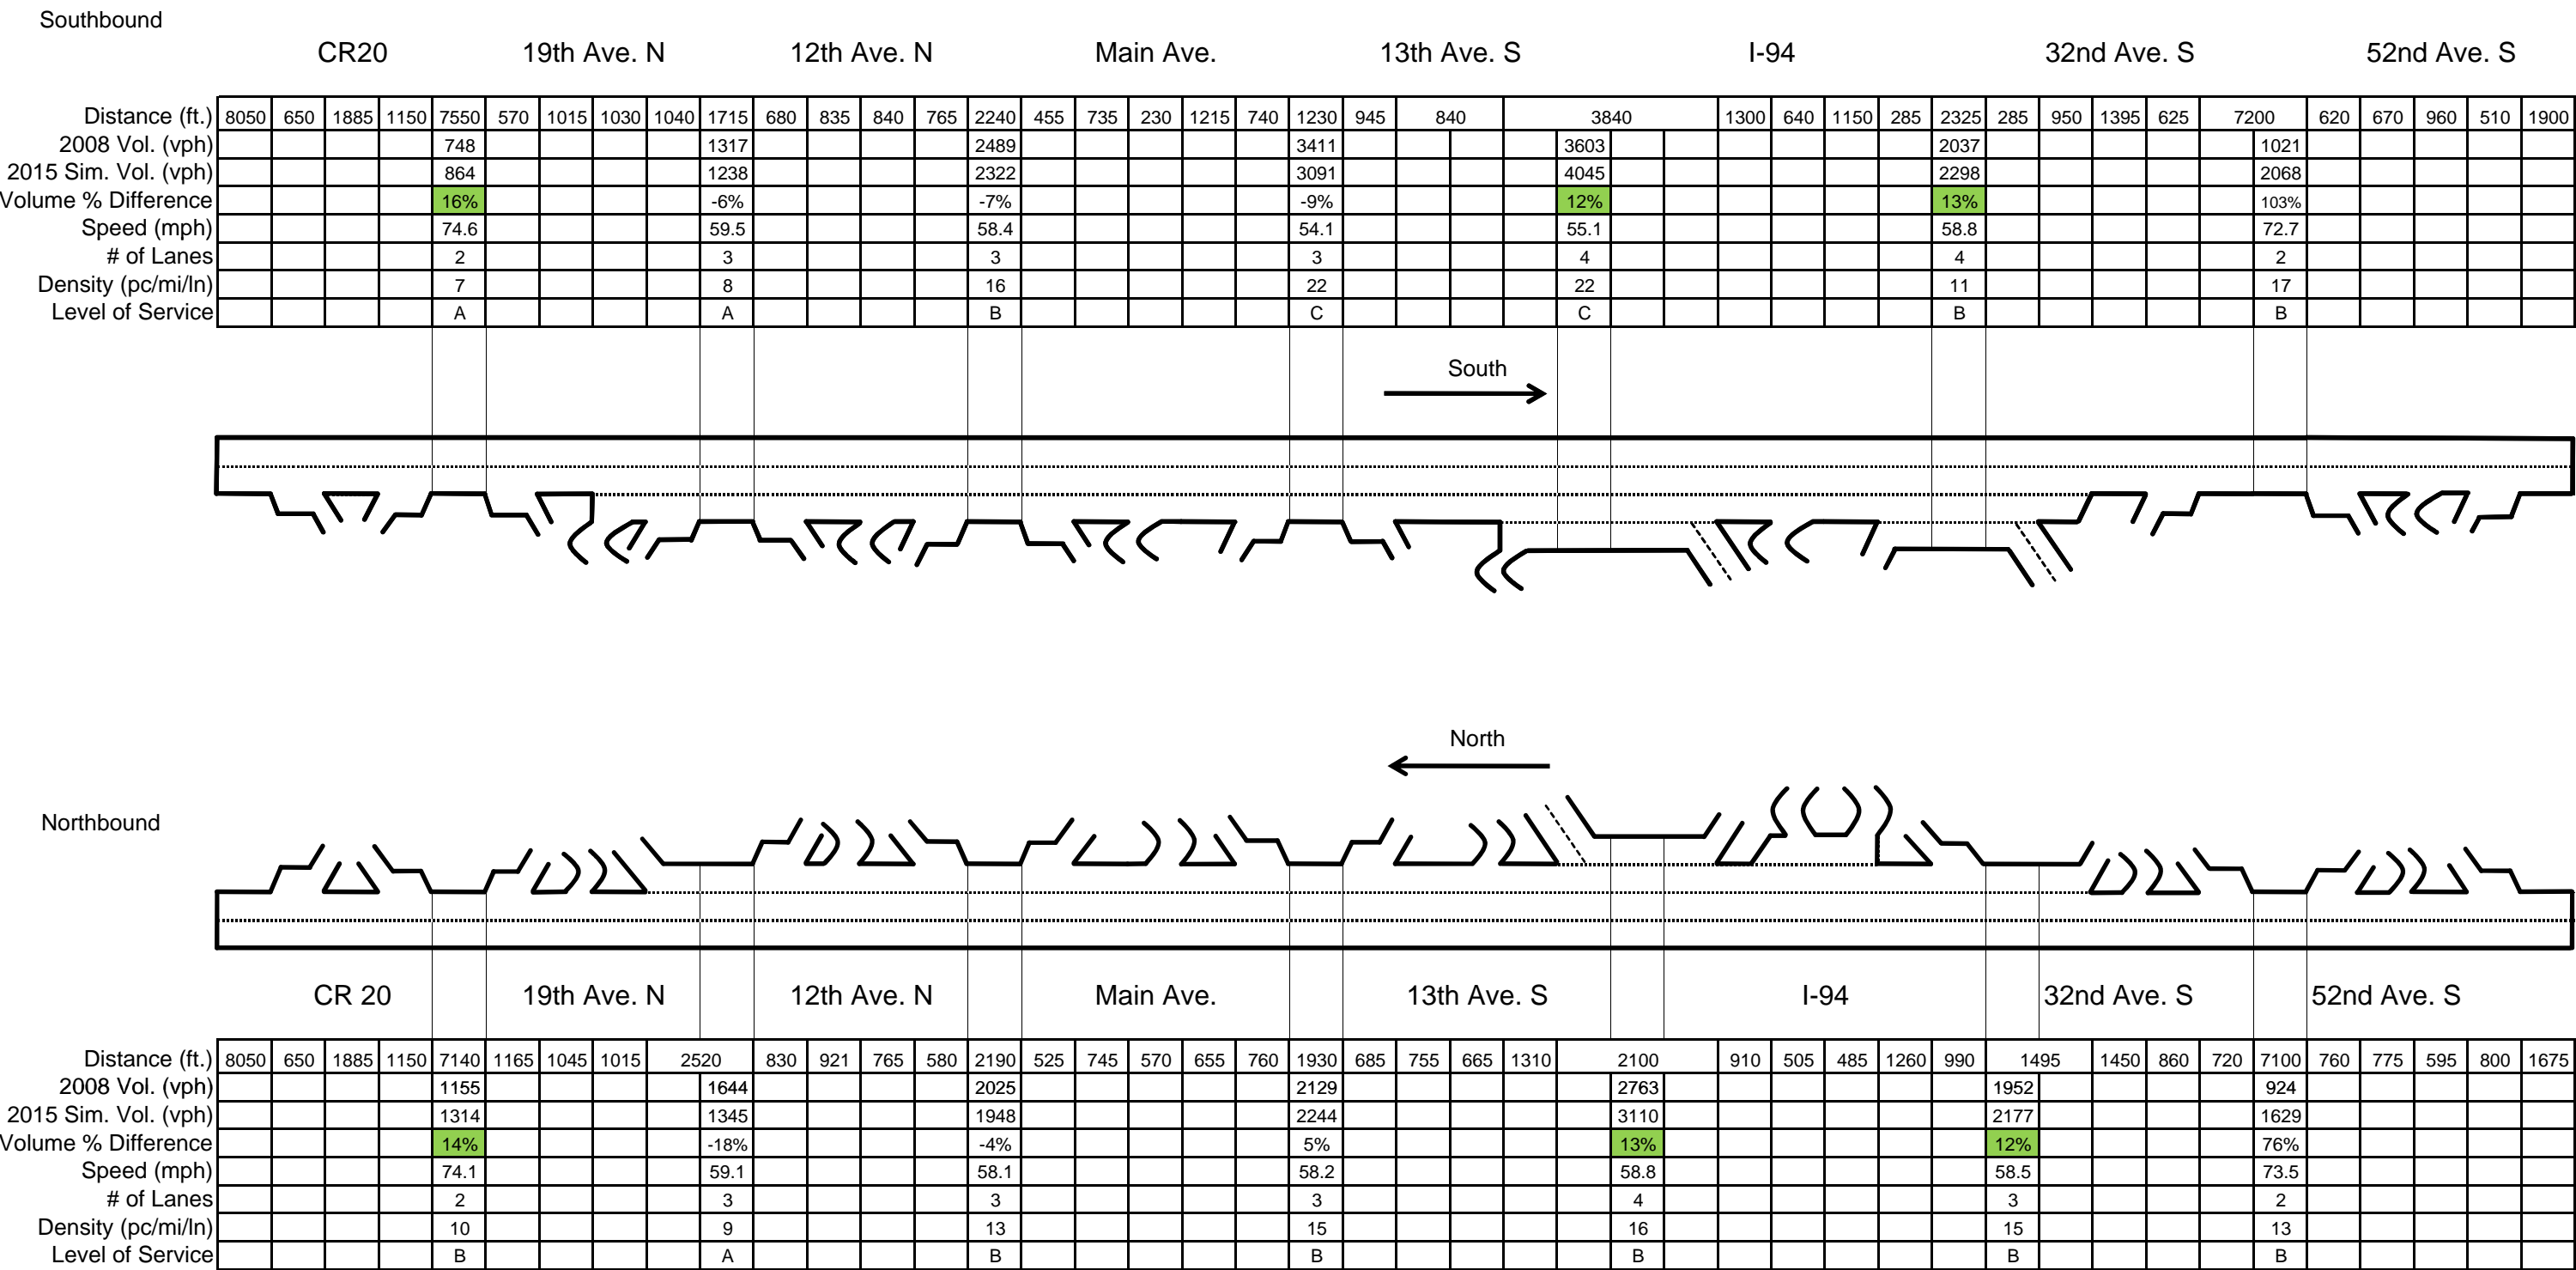 Southbound
CR20 19th Ave. N 12th Ave. N Main Ave. 13th Ave. S I-94 32nd Ave. S 52nd Ave. S
Distance (ft.) 8050 650 1885 1150 7550 570 1015 1030 1040 1715 680 835 840 765 2240 455 735 230 1215 740 1230 945 840 3840 1300 640 1150 285 2325 285 950 1395 625 7200 620 670 960 510 1900
2008 Vol. (vph) 748 1317 2489 3411 3603 2037 1021
2015 Sim. Vol. (vph) 864 1238 2322 3091 4045 2298 2068
Volume % Difference 16% -6% -7% -9% 12% 13% 103%
Speed (mph) 74.6 59.5 58.4 54.1 55.1 58.8 72.7
# of Lanes 2 3 3 3 4 4 2
Density (pc/mi/ln) 7 8 16 22 22 11 17
Level of Service A A B C C B B
South
North
Northbound
CR 20 19th Ave. N 12th Ave. N Main Ave. 13th Ave. S I-94 32nd Ave. S 52nd Ave. S
Distance (ft.) 8050 650 1885 1150 7140 1165 1045 1015 2520 830 921 765 580 2190 525 745 570 655 760 1930 685 755 665 1310 2100 910 505 485 1260 990 1495 1450 860 720 7100 760 775 595 800 1675
2008 Vol. (vph) 1155 1644 2025 2129 2763 1952 924
2015 Sim. Vol. (vph) 1314 1345 1948 2244 3110 2177 1629
Volume % Difference 14% -18% -4% 5% 13% 12% 76%
Speed (mph) 74.1 59.1 58.1 58.2 58.8 58.5 73.5
# of Lanes 2 3 3 3 4 3 2
Density (pc/mi/ln) 10 9 13 15 16 15 13
Level of Service B A B B B B B